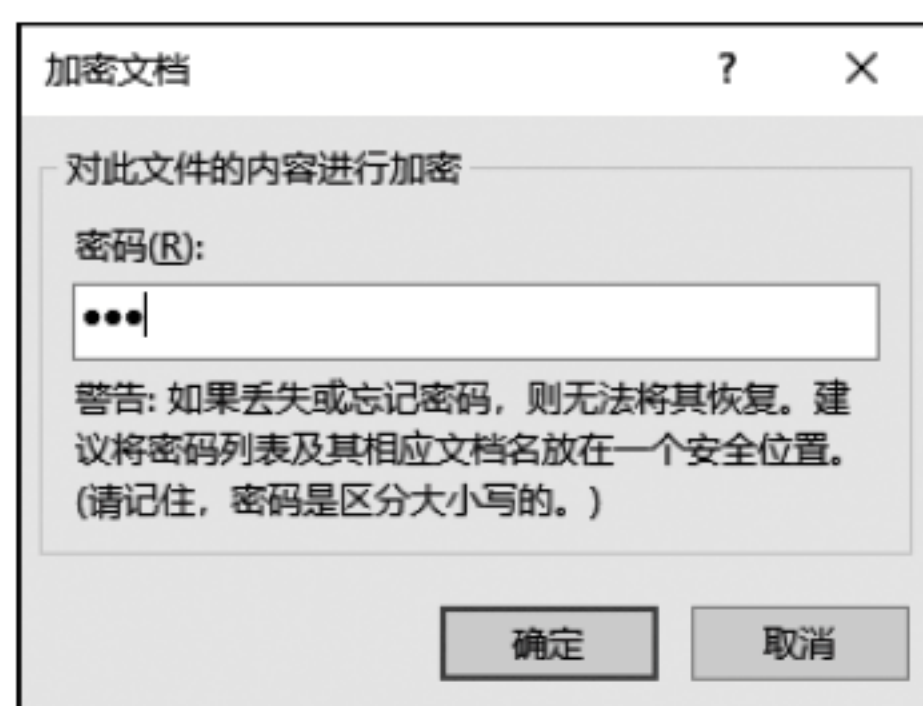 加密文档 ? ×
对此文件的内容进行加密
密码(R):
●●●
警告: 如果丢失或忘记密码，则无法将其恢复。建
议将密码列表及其相应文档名放在一个安全位置。
(请记住，密码是区分大小写的。)
确定 取消